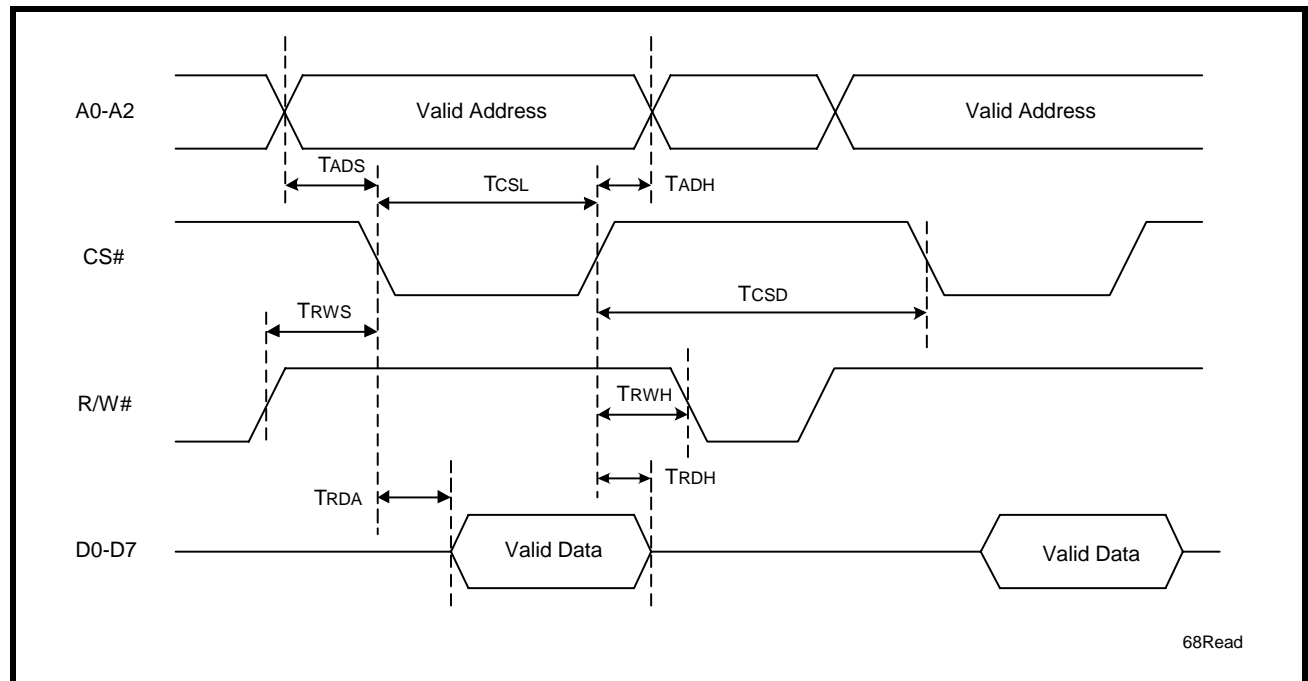 A0-A2
Valid Address
Valid Address
TADS
TCSL
TADH
CS#
TRWS
TCSD
R/W#
TRWH
TRDA
TRDH
D0-D7
Valid Data
Valid Data
68Read